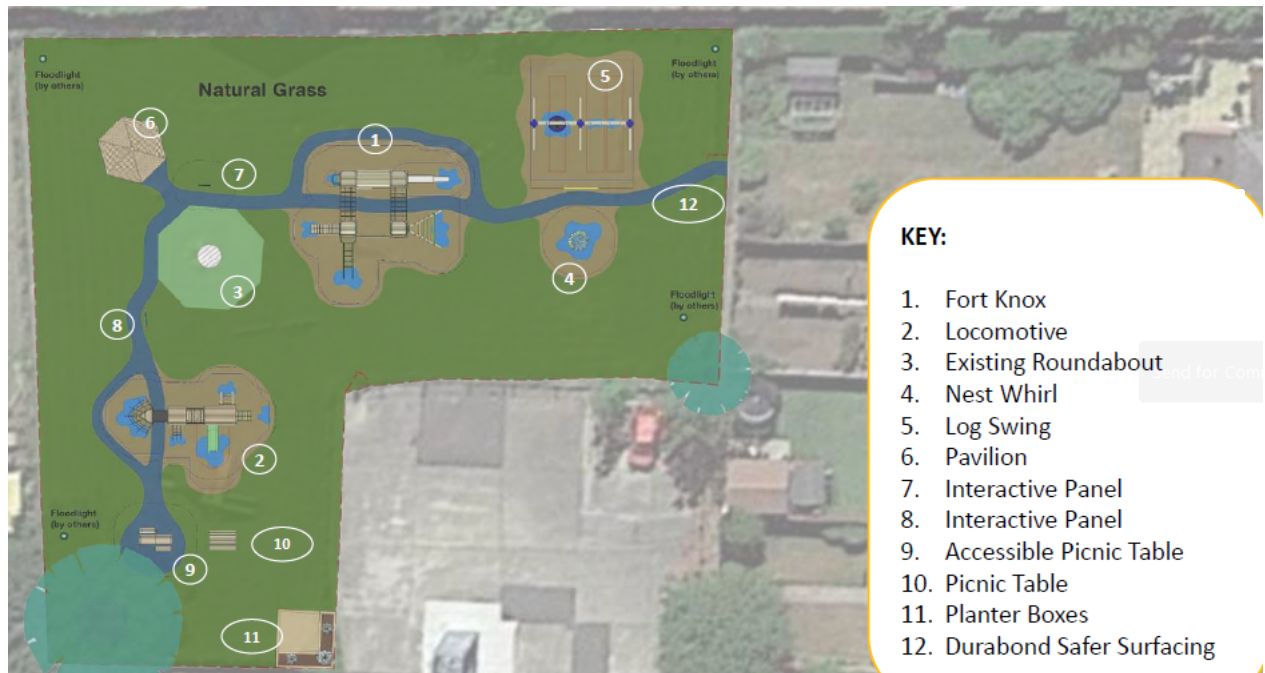 Floodlight
(by others)
Natural Grass
Floodlight
(by others)
5
6
1
7
12
3
4
Floodlight
(by others)
8
2
Floodlight
(by others)
10
9
11
KEY:
1. Fort Knox
2. Locomotive
3. Existing Roundabout
4. Nest Whirl
5. Log Swing
6. Pavilion
7. Interactive Panel
8. Interactive Panel
9. Accessible Picnic Table
10. Picnic Table
11. Planter Boxes
12. Durabond Safer Surfacing